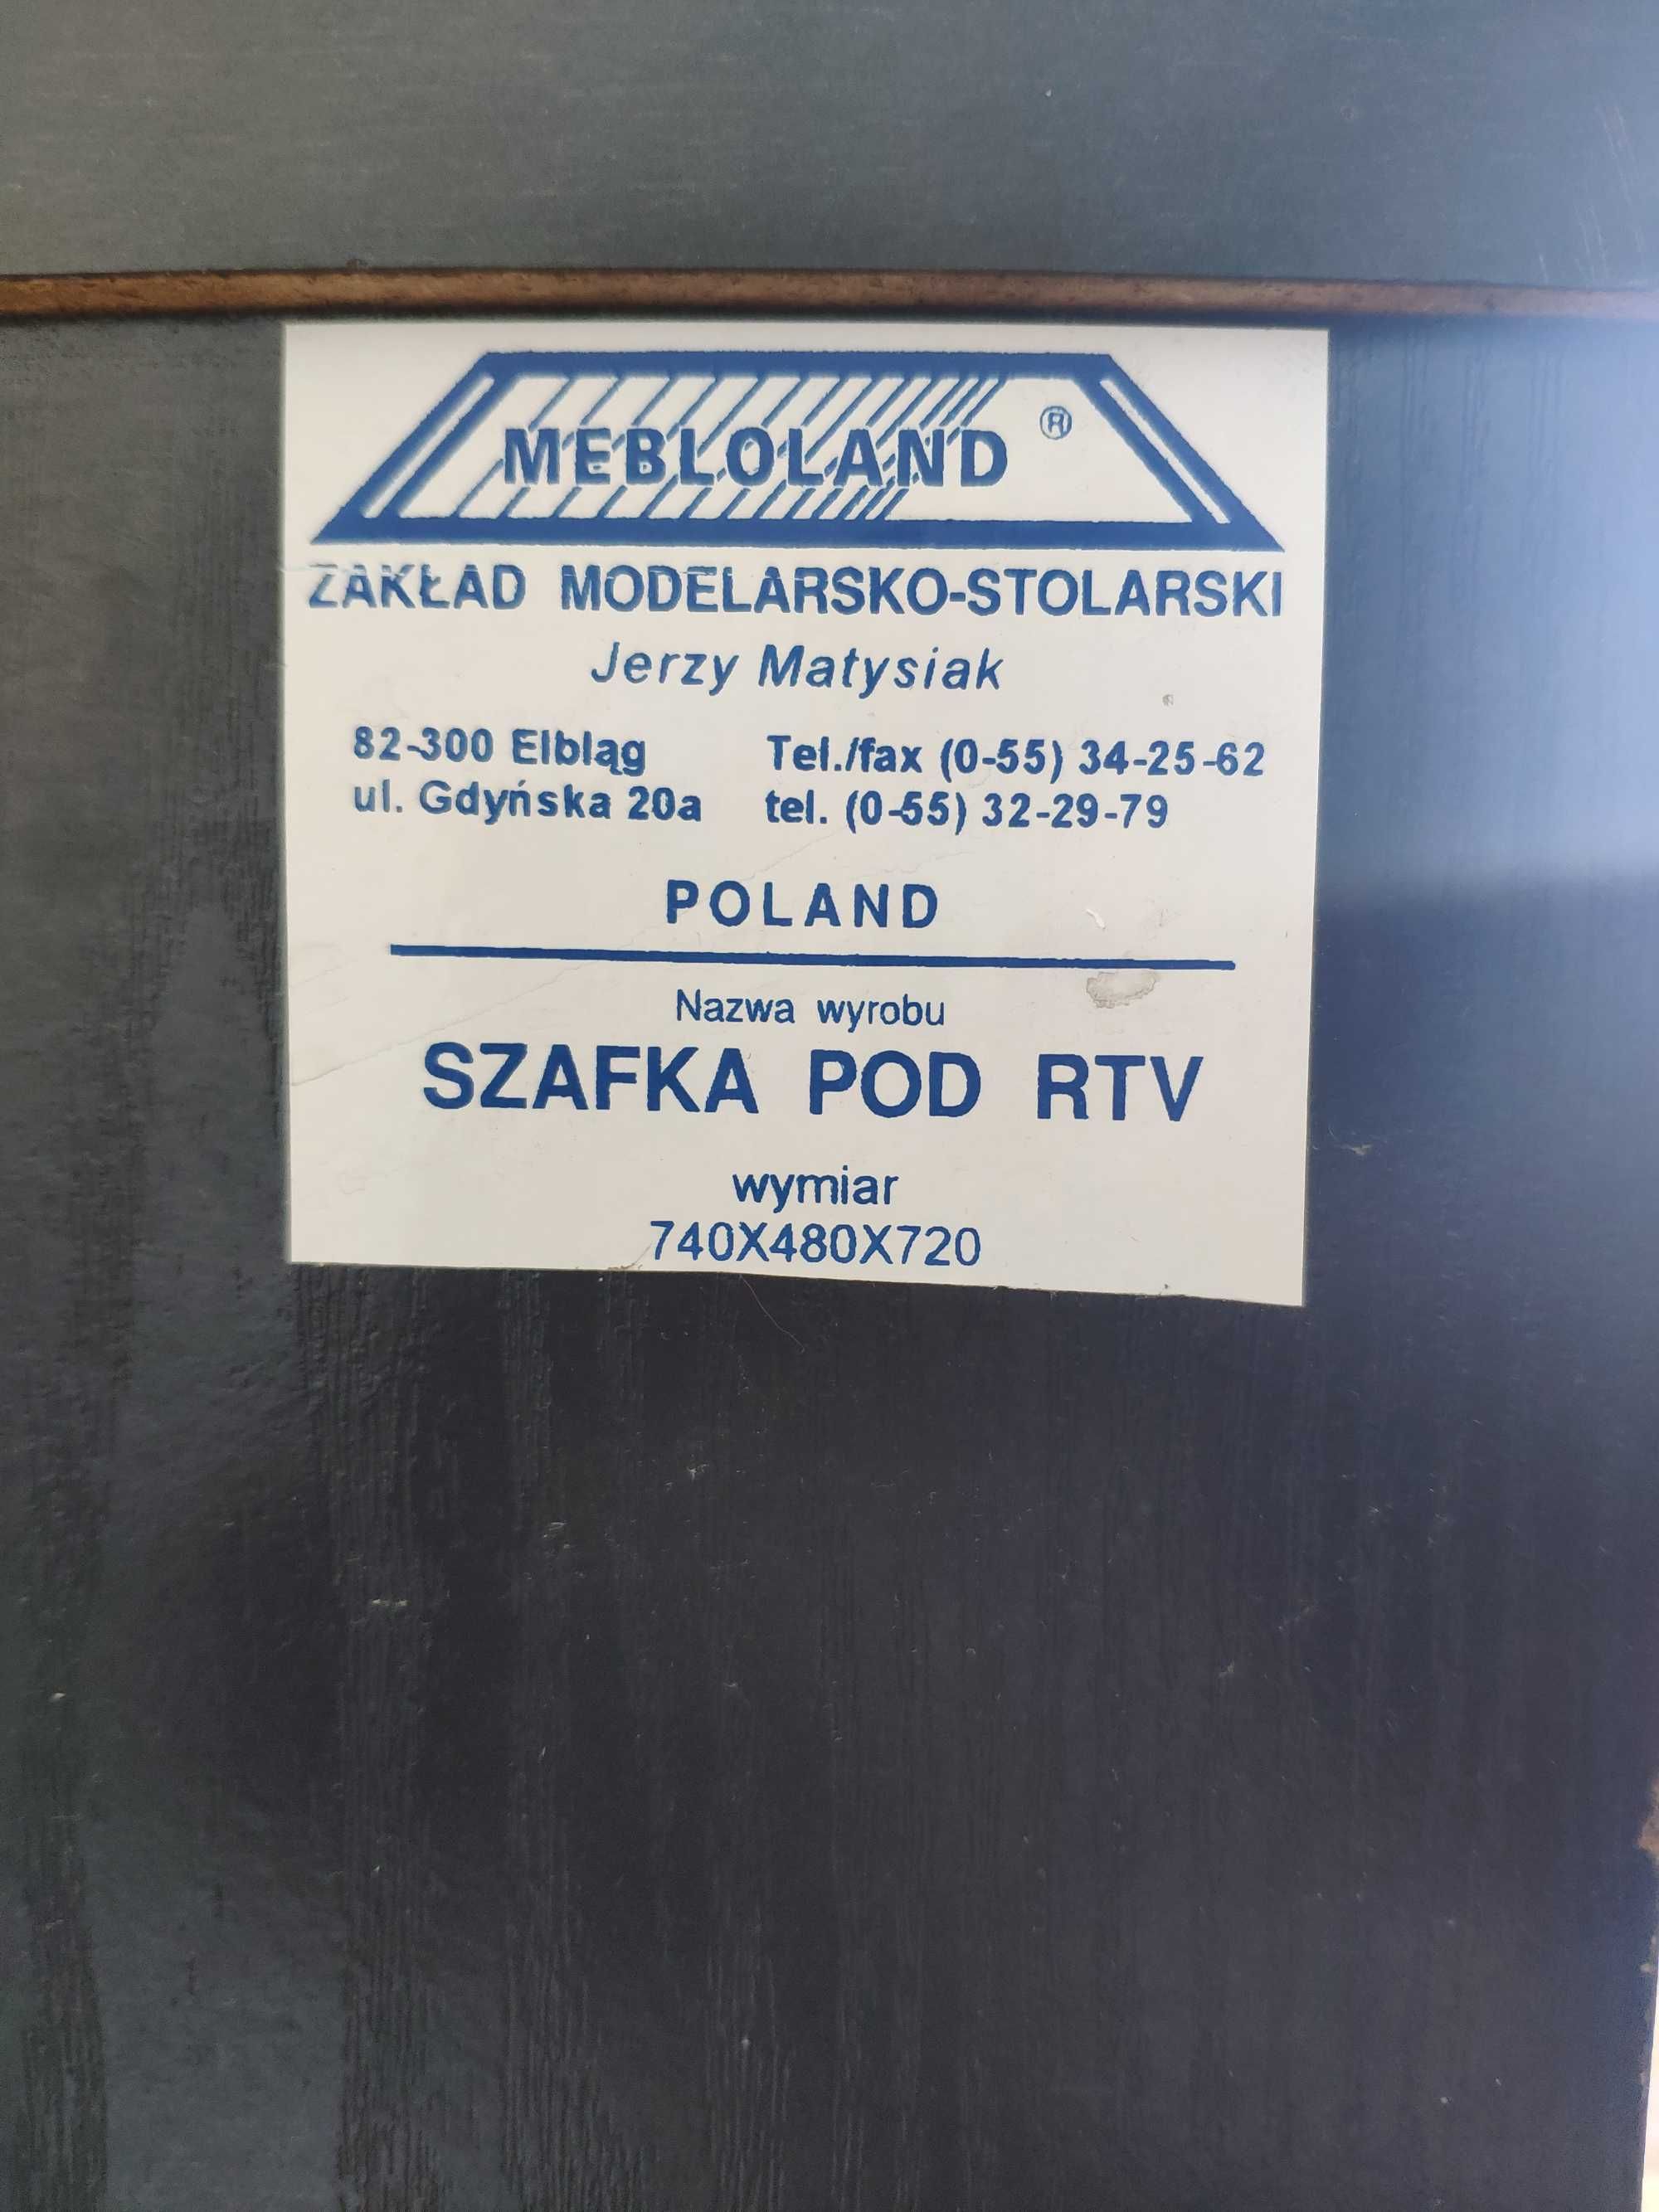 MEBLOLAND ®
ZAKŁAD MODELARSKO-STOLARSKI
Jerzy Matysiak
82-300 Elbląg Tel./fax (0-55) 34-25-62
ul. Gdyńska 20a tel. (0-55) 32-29-79
POLAND
Nazwa wyrobu
SZAFKA POD RTV
wymiar
740X480X720